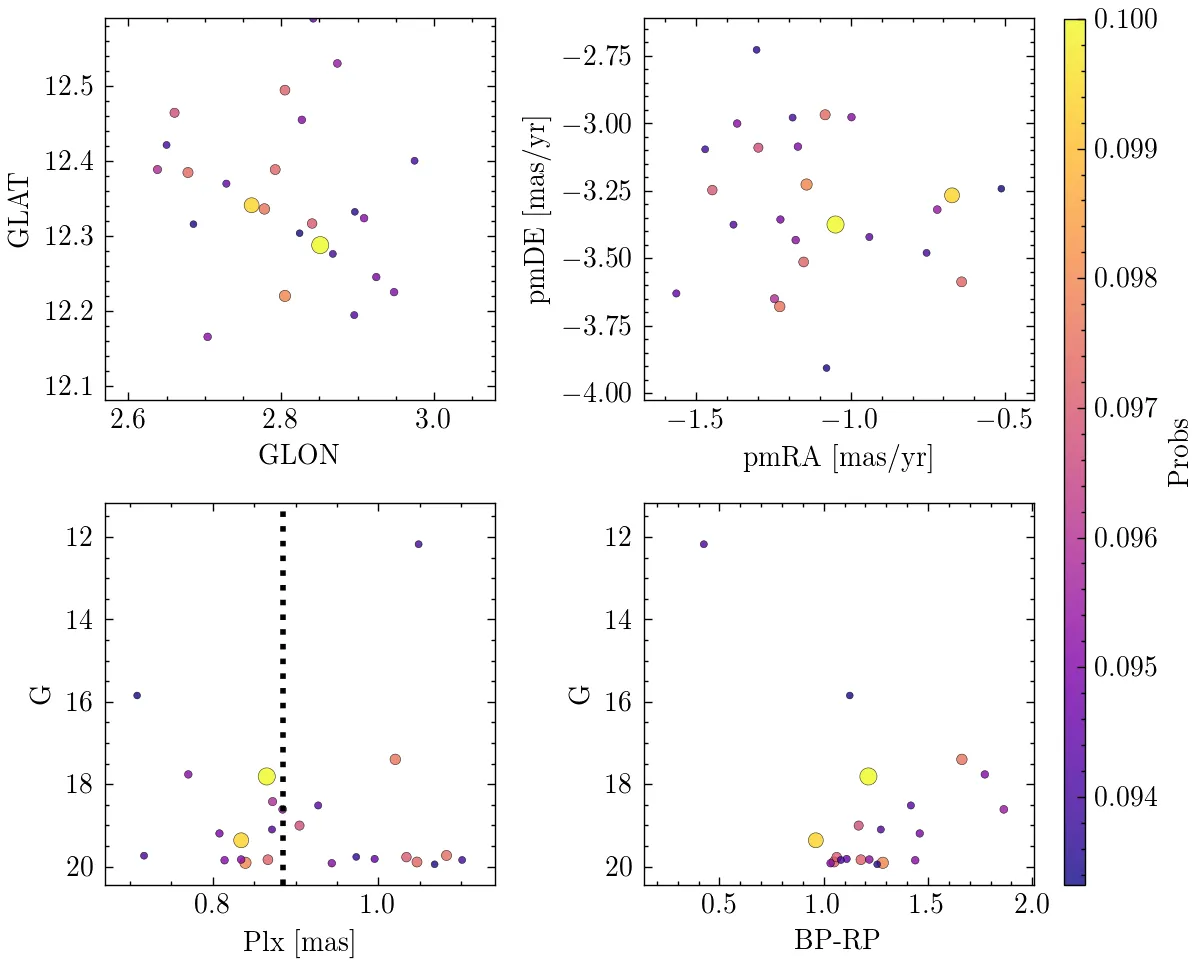 12.5
12.4
12.3
12.2
12.1
GLAT
2.6 2.8 3.0
GLON
−2.75
−3.00
−3.25
−3.50
−3.75
−4.00
pmDE [mas/yr]
−1.5 −1.0 −0.5
pmRA [mas/yr]
12
14
16
18
20
G
0.8 1.0
Plx [mas]
12
14
16
18
20
G
0.5 1.0 1.5 2.0
BP-RP
0.100
0.099
0.098
0.097
0.096
0.095
0.094
Probs